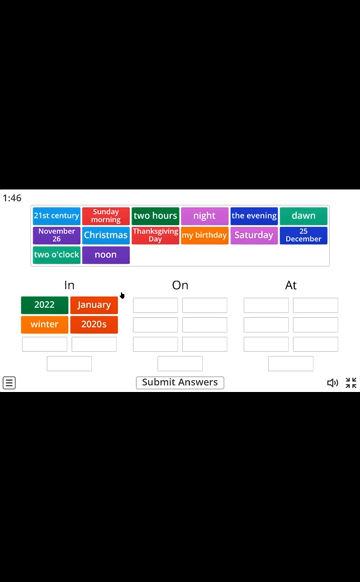 1:46
21st century
Sunday morning
two hours
night
the evening
dawn
November 26
Christmas
Thanksgiving Day
my birthday
Saturday
25 December
two o'clock
noon
In
On
At
2022
January
winter
2020s
Submit Answers